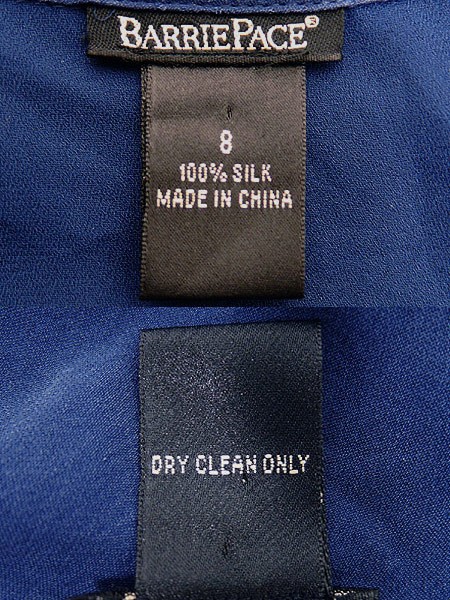 BARRIEPACE®
8
100% SILK
MADE IN CHINA
DRY CLEAN ONLY